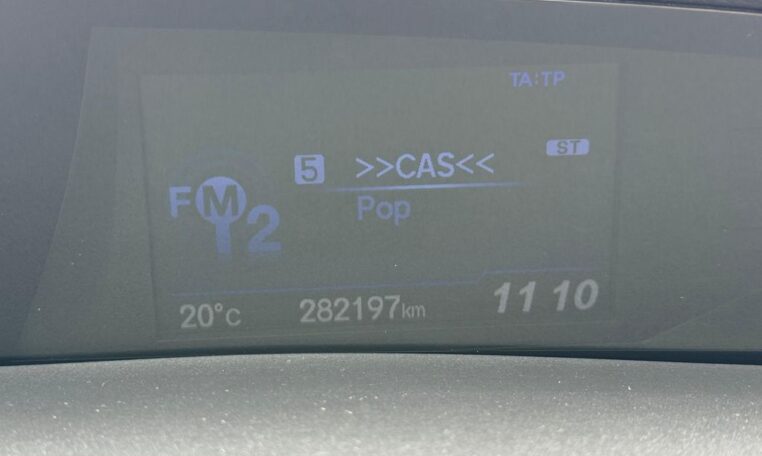 TA:TP
5 >>CAS<< ST
FM2
Pop
20°C 282197km 11 10